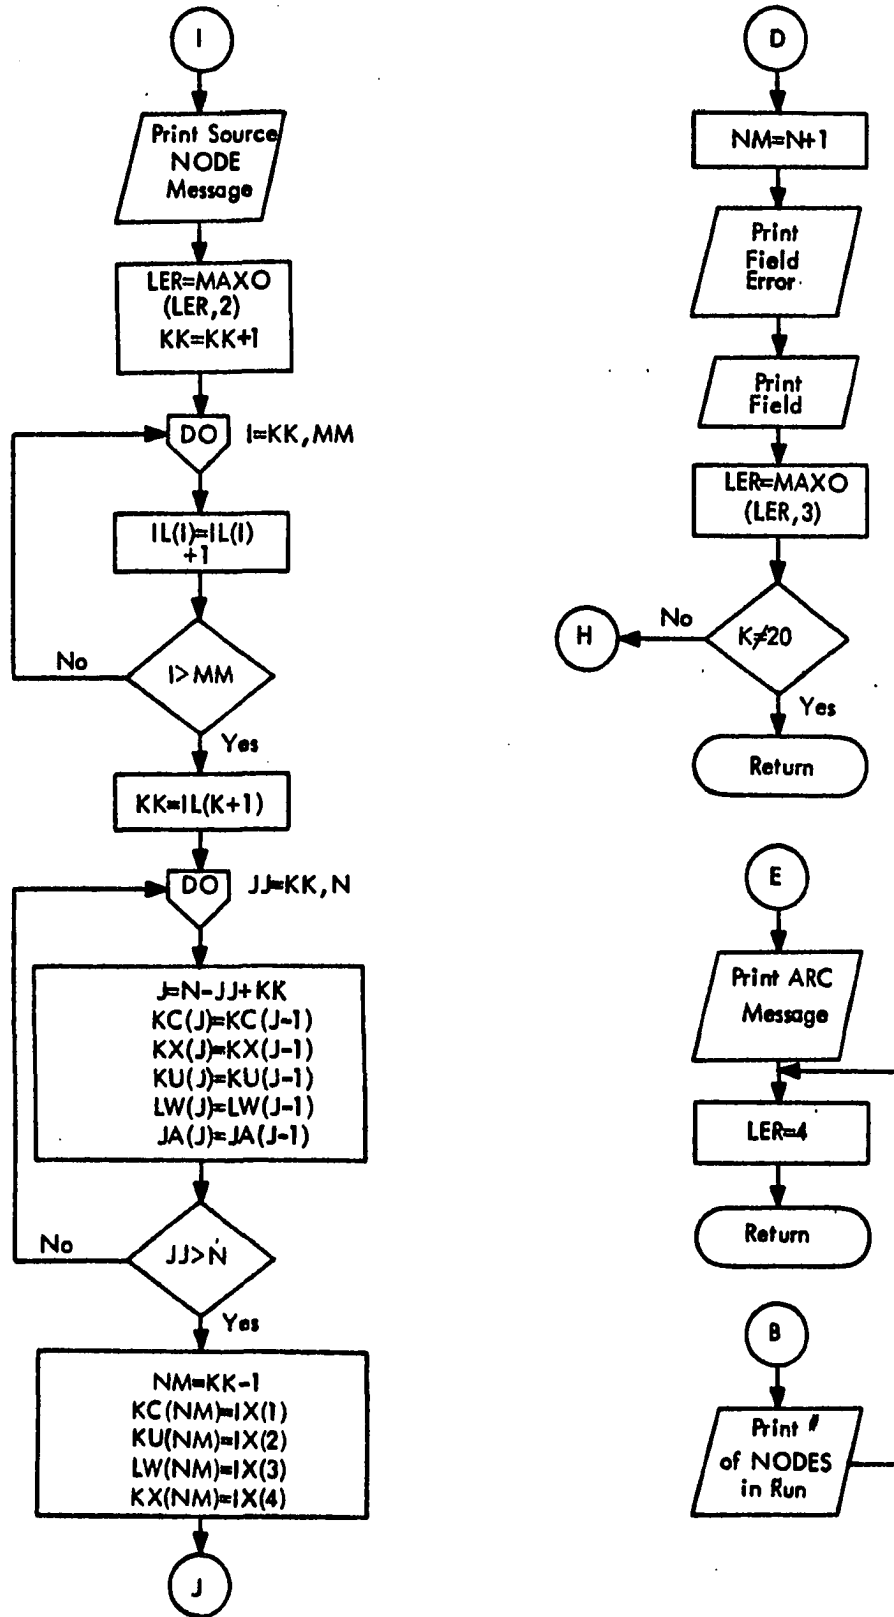 I
Print Source
NODE
Message
LER=MAXO
(LER,2)
KK=KK+1
DO
I=KK,MM
IL(I)=IL(I)
+1
I>MM
No
Yes
KK=IL(K+1)
DO
JJ=KK,N
J=N-JJ+KK
KC(J)=KC(J-1)
KX(J)=KX(J-1)
KU(J)=KU(J-1)
LW(J)=LW(J-1)
JA(J)=JA(J-1)
JJ>N
No
Yes
NM=KK-1
KC(NM)=IX(1)
KU(NM)=IX(2)
LW(NM)=IX(3)
KX(NM)=IX(4)
J
D
NM=N+1
Print
Field
Error
Print
Field
LER=MAXO
(LER,3)
K≠20
No
H
Yes
Return
E
Print ARC
Message
LER=4
Return
B
Print #
of NODES
in Run